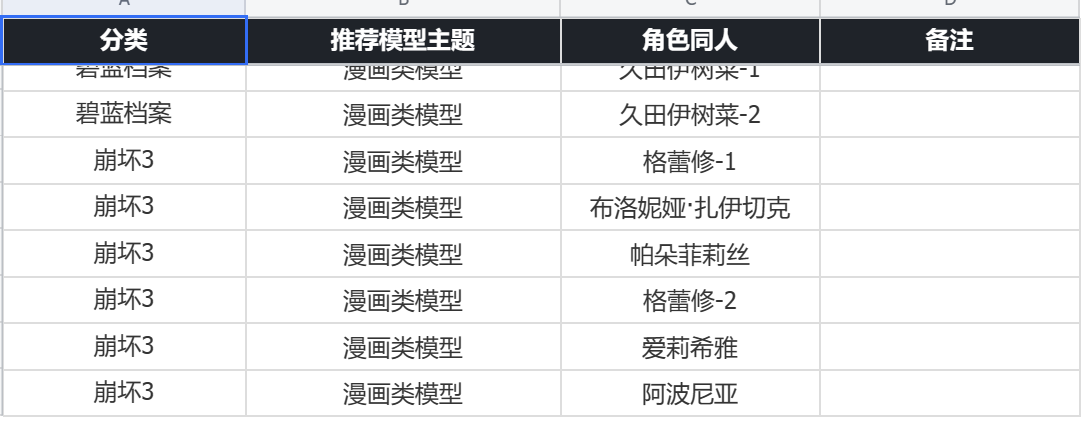 A B C D
分类 推荐模型主题 角色同人 备注
碧蓝档案 漫画类模型 久田伊树菜-1
碧蓝档案 漫画类模型 久田伊树菜-2
崩坏3 漫画类模型 格蕾修-1
崩坏3 漫画类模型 布洛妮娅·扎伊切克
崩坏3 漫画类模型 帕朵菲莉丝
崩坏3 漫画类模型 格蕾修-2
崩坏3 漫画类模型 爱莉希雅
崩坏3 漫画类模型 阿波尼亚